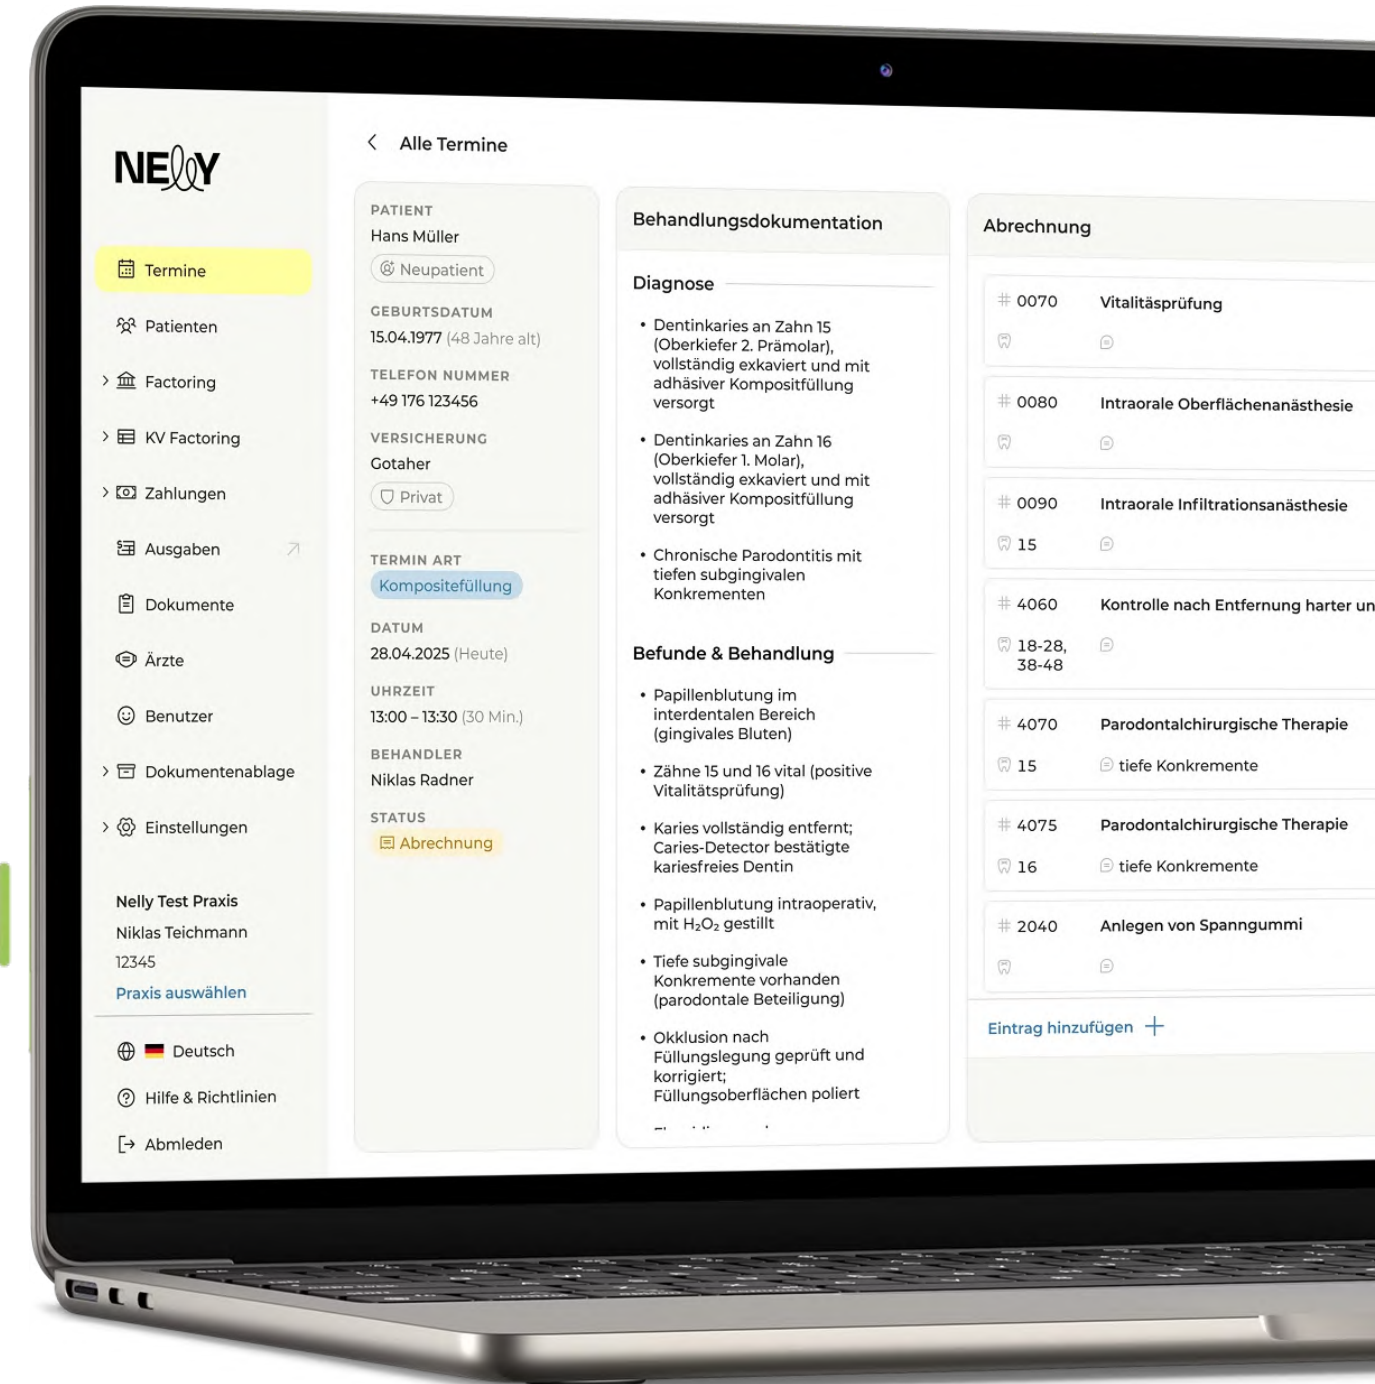 NELLY
Termine
Patienten
Factoring
KV Factoring
Zahlungen
Ausgaben
Dokumente
Ärzte
Benutzer
Dokumentenablage
Einstellungen
Nelly Test Praxis
Niklas Teichmann
12345
Praxis auswählen
Deutsch
Hilfe & Richtlinien
Abmleden
Alle Termine
PATIENT
Hans Müller
Neupatient
GEBURTSDATUM
15.04.1977 (48 Jahre alt)
TELEFON NUMMER
+49 176 123456
VERSICHERUNG
Gotaher
Privat
TERMIN ART
Kompositefüllung
DATUM
28.04.2025 (Heute)
UHRZEIT
13:00 – 13:30 (30 Min.)
BEHANDLER
Niklas Radner
STATUS
Abrechnung
Behandlungsdokumentation
Diagnose
• Dentinkaries an Zahn 15
(Oberkiefer 2. Prämolar),
vollständig exkaviert und mit
adhäsiver Kompositfüllung
versorgt
• Dentinkaries an Zahn 16
(Oberkiefer 1. Molar),
vollständig exkaviert und mit
adhäsiver Kompositfüllung
versorgt
• Chronische Parodontitis mit
tiefen subgingivalen
Konkrementen
Befunde & Behandlung
• Papillenblutung im
interdentalen Bereich
(gingivales Bluten)
• Zähne 15 und 16 vital (positive
Vitalitätsprüfung)
• Karies vollständig entfernt;
Caries-Detector bestätigte
kariesfreies Dentin
• Papillenblutung intraoperativ,
mit H₂O₂ gestillt
• Tiefe subgingivale
Konkremente vorhanden
(parodontale Beteiligung)
• Okklusion nach
Füllungslegung geprüft und
korrigiert;
Füllungsoberflächen poliert
Abrechnung
# 0070 Vitalitäsprüfung
# 0080 Intraorale Oberflächenanästhesie
# 0090 Intraorale Infiltrationsanästhesie
15
# 4060 Kontrolle nach Entfernung harter un
18-28,
38-48
# 4070 Parodontalchirurgische Therapie
15 tiefe Konkremente
# 4075 Parodontalchirurgische Therapie
16 tiefe Konkremente
# 2040 Anlegen von Spanngummi
Eintrag hinzufügen +